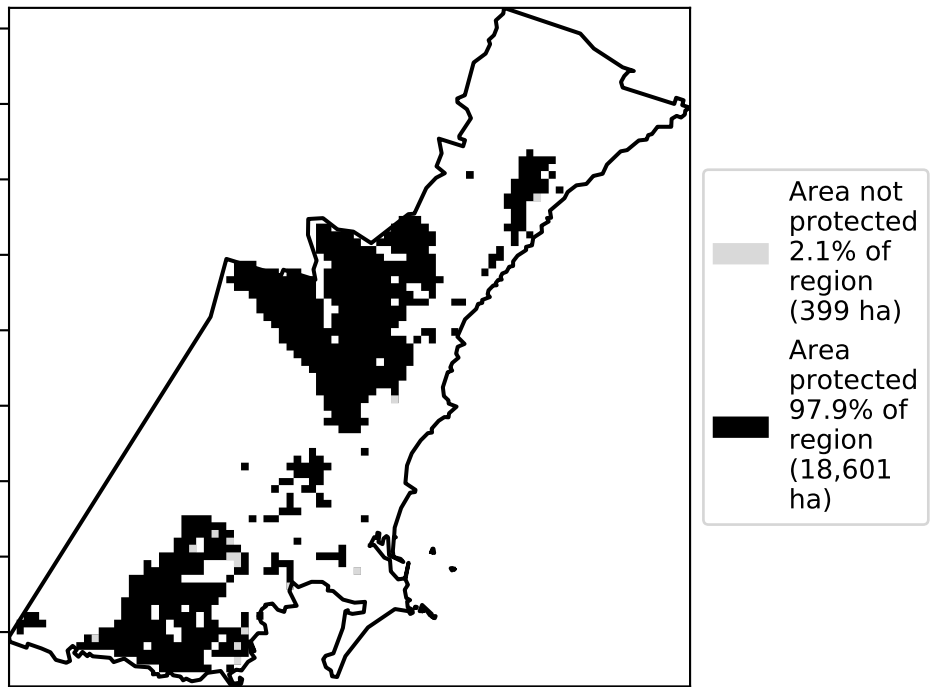 Area not
protected
2.1% of
region
(399 ha)
Area
protected
97.9% of
region
(18,601
ha)